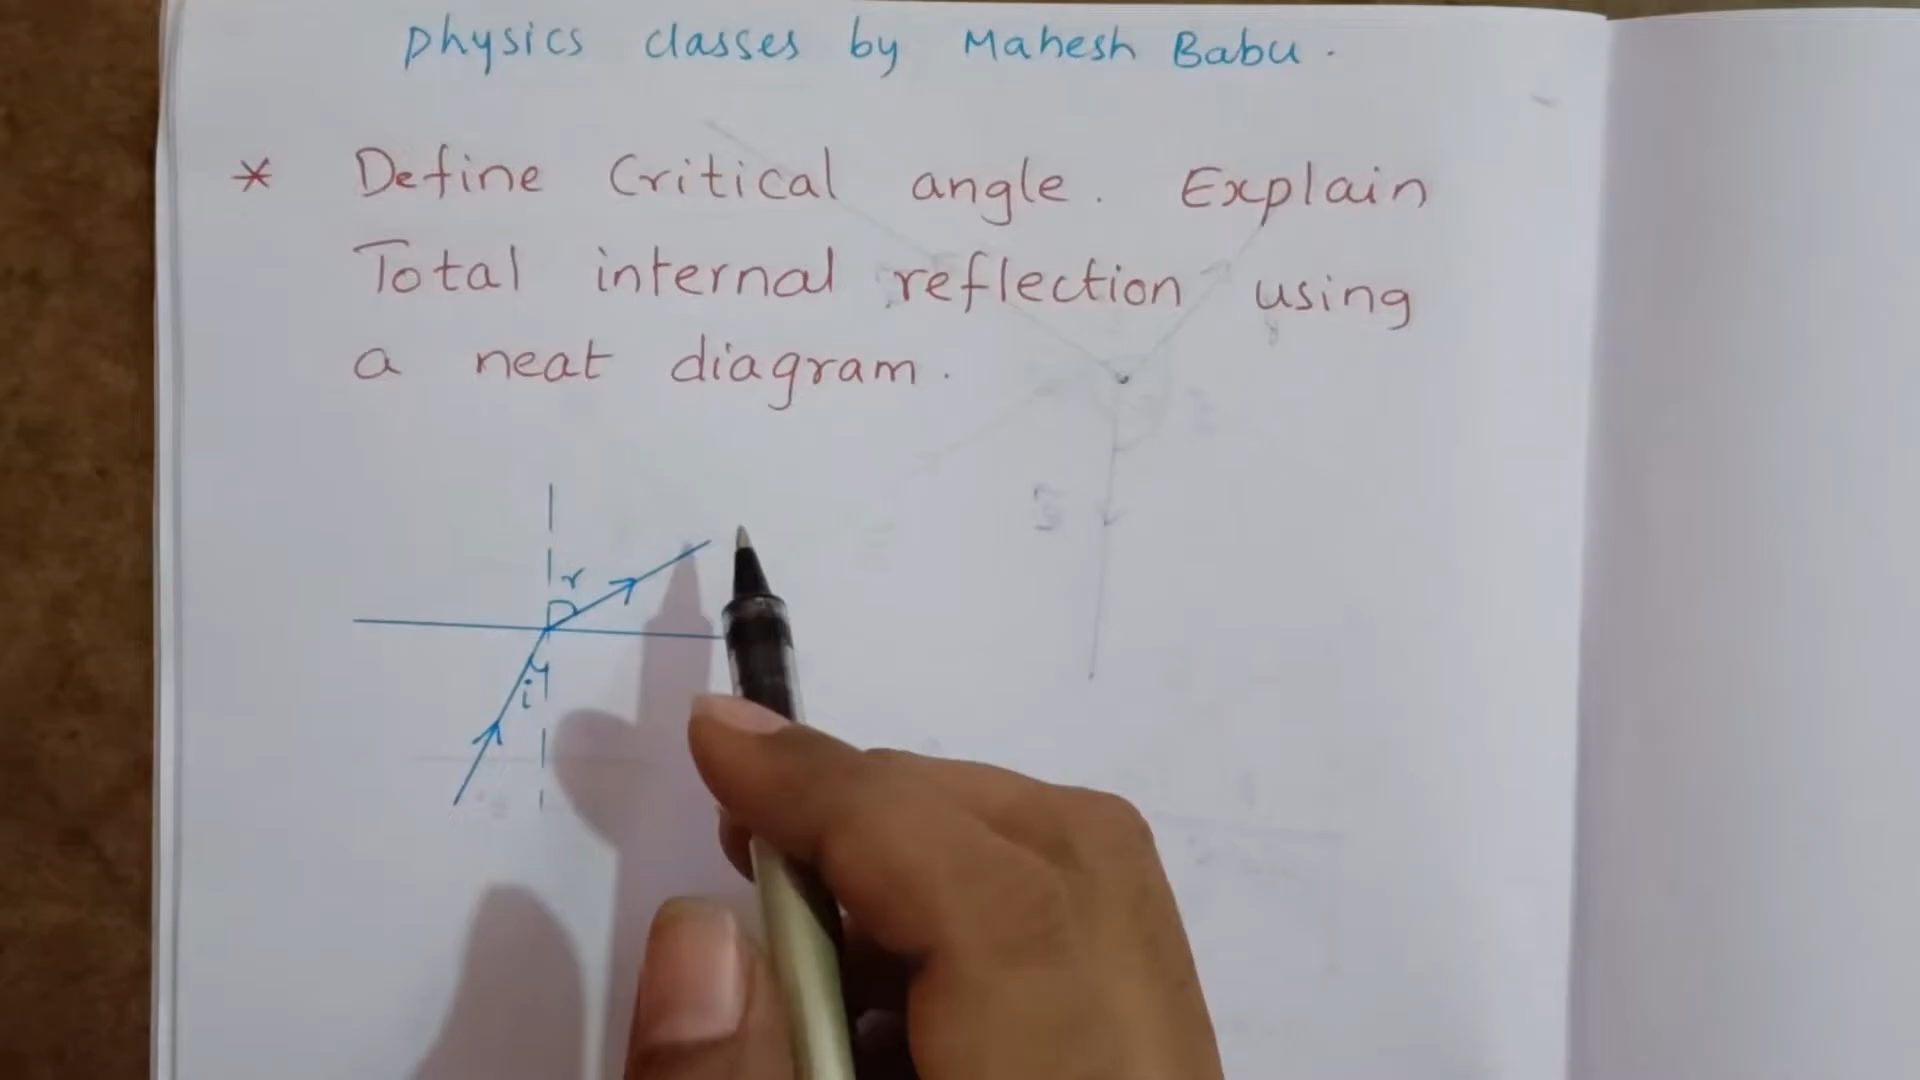 physics classes by Mahesh Babu.
* Define Critical angle. Explain
Total internal reflection using
a neat diagram.
r
i